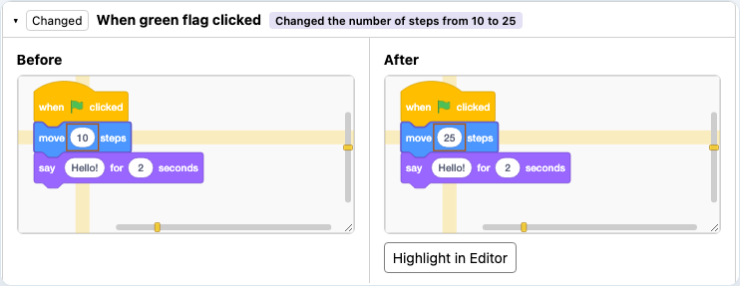 Changed When green flag clicked Changed the number of steps from 10 to 25
Before
when clicked
move 10 steps
say Hello! for 2 seconds
After
when clicked
move 25 steps
say Hello! for 2 seconds
Highlight in Editor